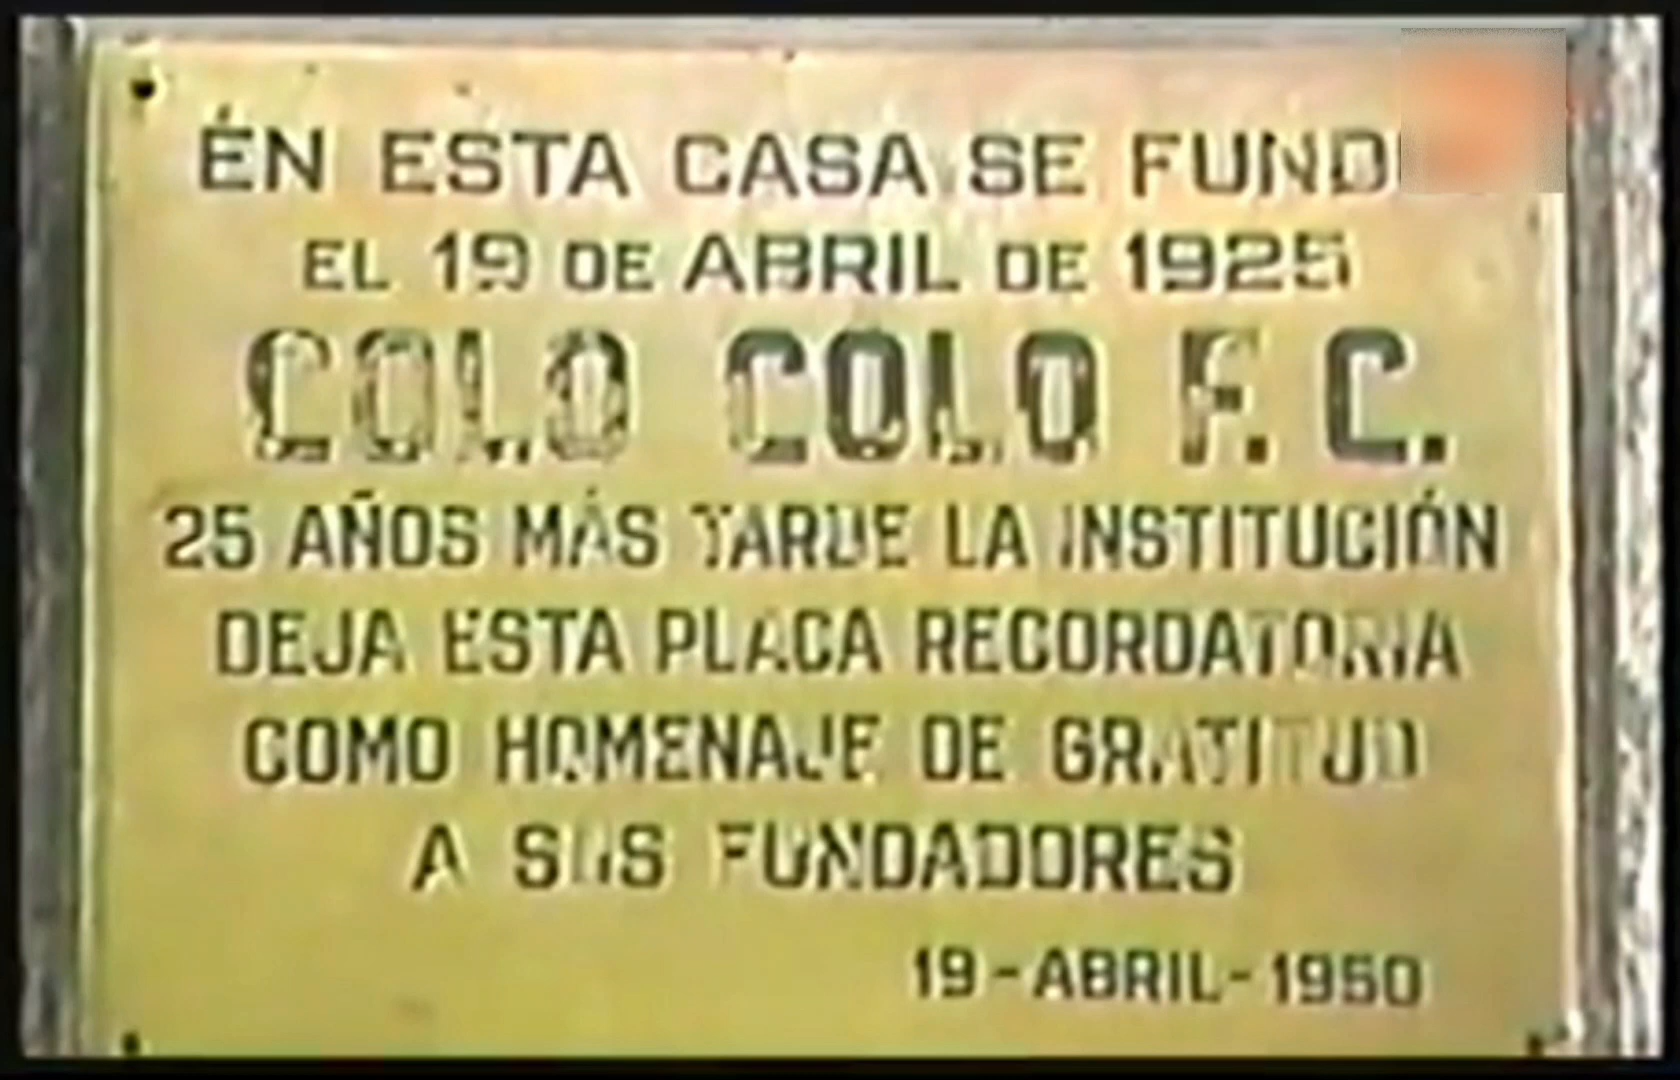 ÉN ESTA CASA SE FUND
EL 19 DE ABRIL DE 1925
COLO COLO F.C.
25 AÑOS MÁS TARDE LA INSTITUCIÓN
DEJA ESTA PLACA RECORDATORIA
COMO HOMENAJE DE GRATITUD
A SUS FUNDADORES
19-ABRIL-1950